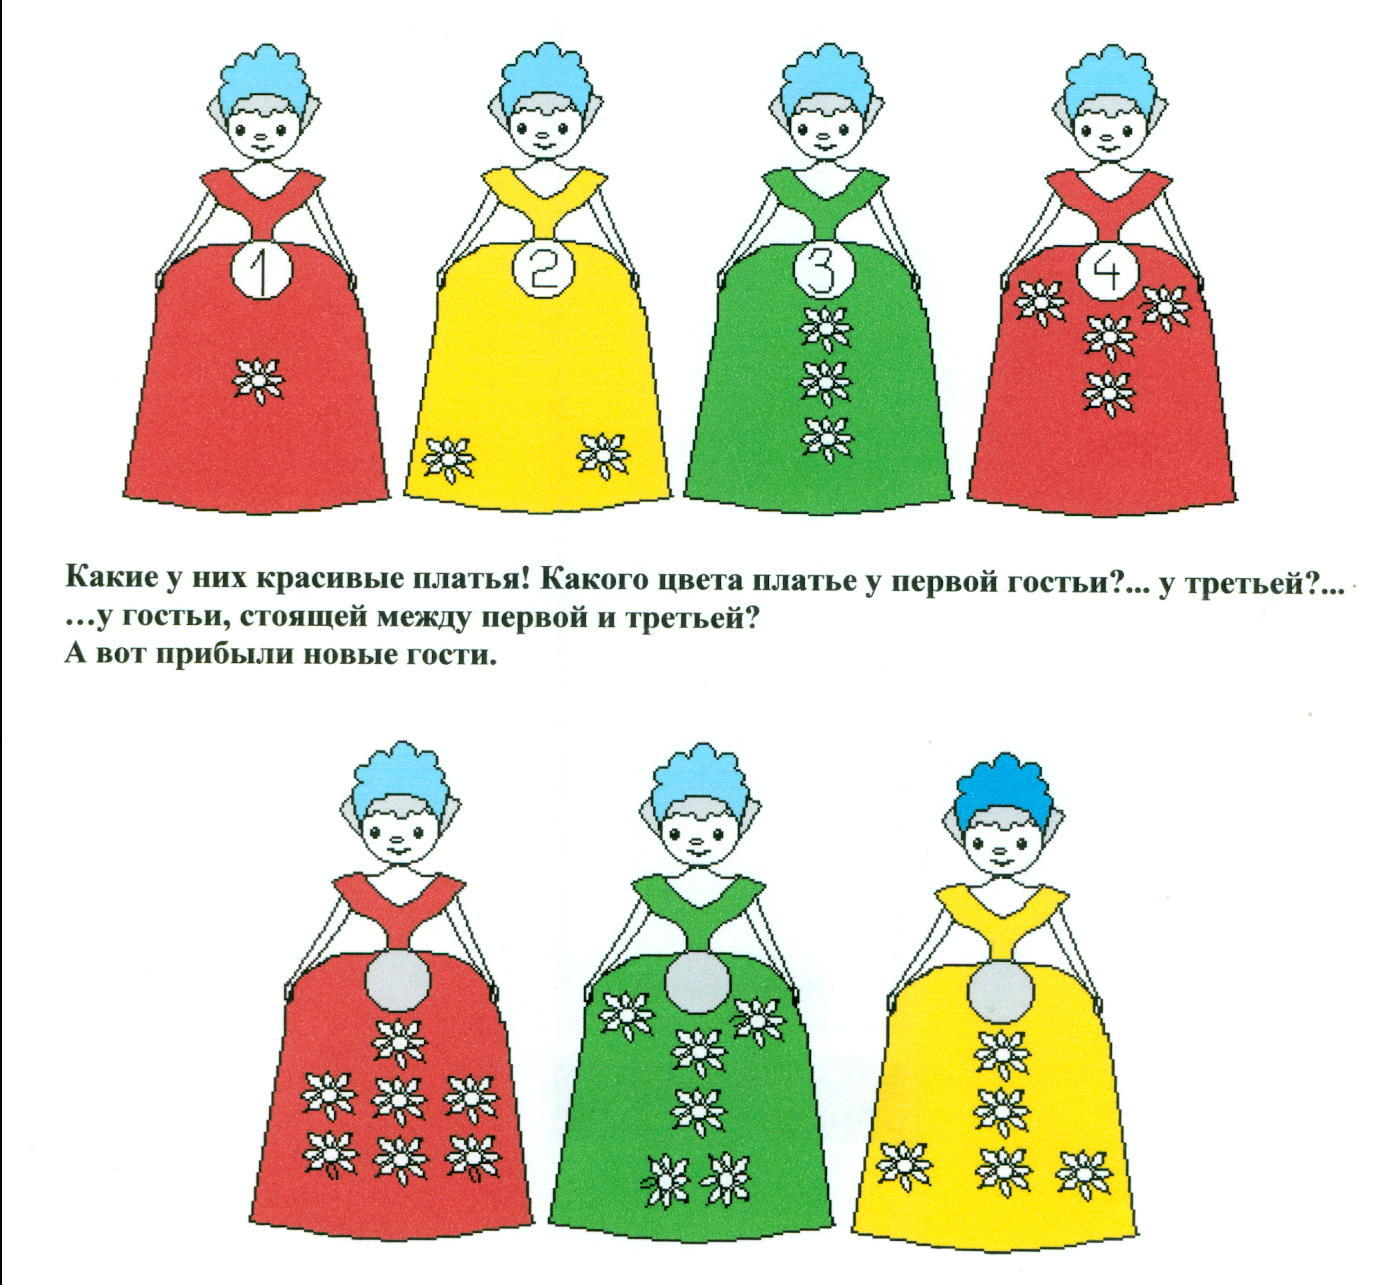 1 2 3 4
Какие у них красивые платья! Какого цвета платье у первой гостьи?... у третьей?...
…у гостьи, стоящей между первой и третьей?
А вот прибыли новые гости.